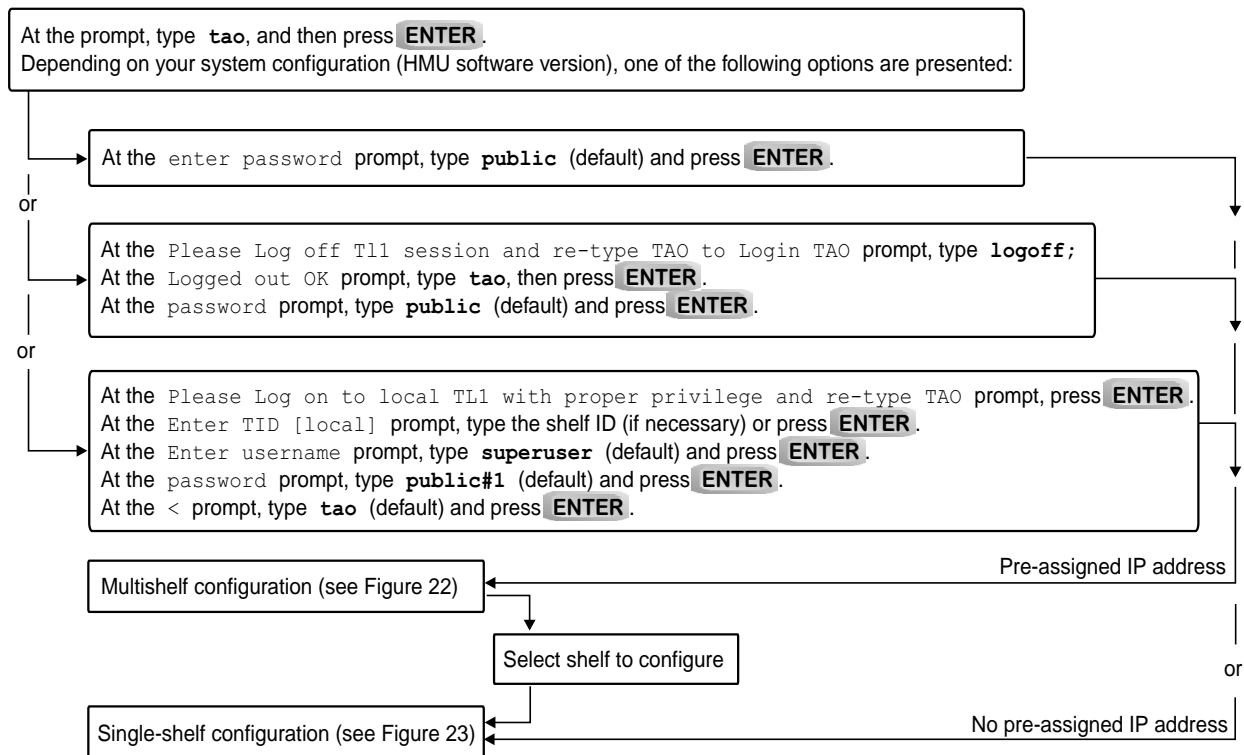 At the prompt, type tao, and then press ENTER.
Depending on your system configuration (HMU software version), one of the following options are presented:
At the enter password prompt, type public (default) and press ENTER.
or
At the Please Log off Tl1 session and re-type TAO to Login TAO prompt, type logoff;
At the Logged out OK prompt, type tao, then press ENTER.
At the password prompt, type public (default) and press ENTER.
or
At the Please Log on to local TL1 with proper privilege and re-type TAO prompt, press ENTER.
At the Enter TID [local] prompt, type the shelf ID (if necessary) or press ENTER.
At the Enter username prompt, type superuser (default) and press ENTER.
At the password prompt, type public#1 (default) and press ENTER.
At the < prompt, type tao (default) and press ENTER.
Pre-assigned IP address
Multishelf configuration (see Figure 22)
Select shelf to configure
or
No pre-assigned IP address
Single-shelf configuration (see Figure 23)